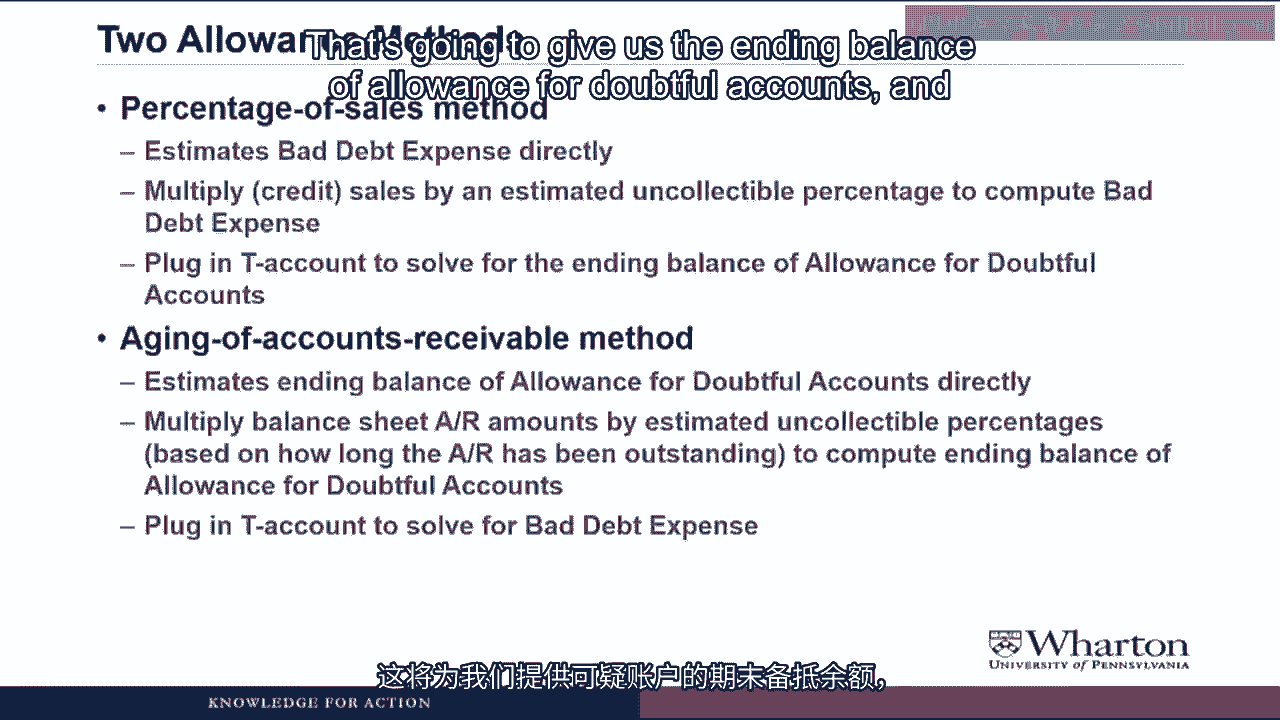 Two Allowance Methods
That's going to give us the ending balance
of allowance for doubtful accounts, and
• Percentage-of-sales method
– Estimates Bad Debt Expense directly
– Multiply (credit) sales by an estimated uncollectible percentage to compute Bad
Debt Expense
– Plug in T-account to solve for the ending balance of Allowance for Doubtful
Accounts
• Aging-of-accounts-receivable method
– Estimates ending balance of Allowance for Doubtful Accounts directly
– Multiply balance sheet A/R amounts by estimated uncollectible percentages
(based on how long the A/R has been outstanding) to compute ending balance of
Allowance for Doubtful Accounts
– Plug in T-account to solve for Bad Debt Expense
Wharton
UNIVERSITY of PENNSYLVANIA
这将为我们提供可疑账户的期末备抵余额，
KNOWLEDGE FOR ACTION